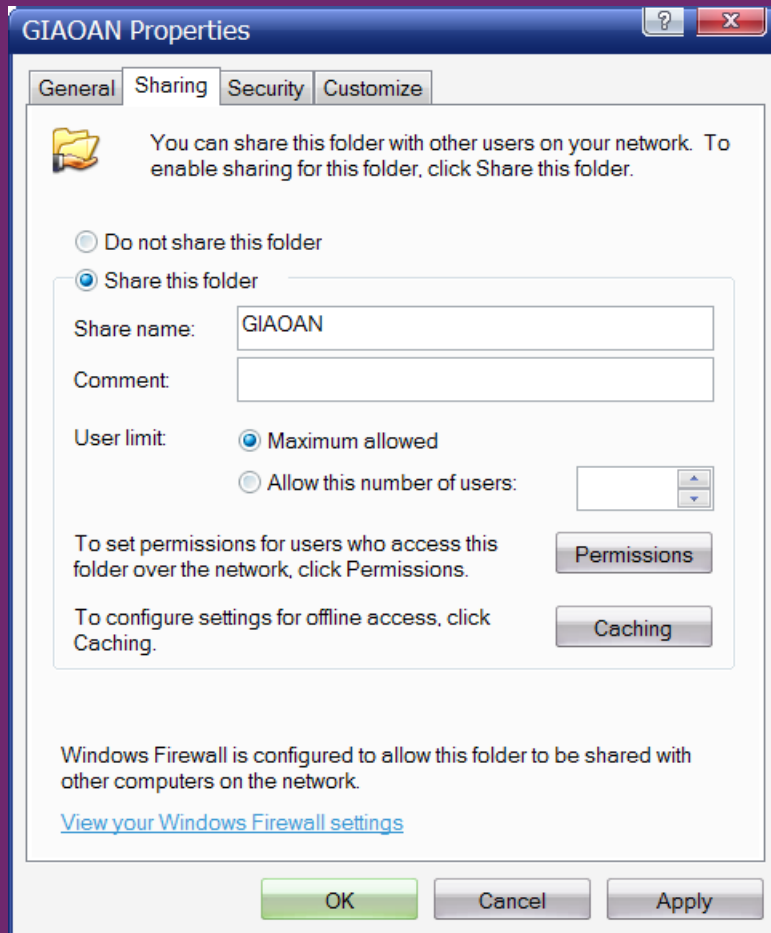 GIAOAN Properties
General Sharing Security Customize
You can share this folder with other users on your network. To
enable sharing for this folder, click Share this folder.
Do not share this folder
Share this folder
Share name: GIAOAN
Comment:
User limit: Maximum allowed
Allow this number of users:
To set permissions for users who access this
folder over the network, click Permissions.
Permissions
To configure settings for offline access, click
Caching.
Caching
Windows Firewall is configured to allow this folder to be shared with
other computers on the network.
View your Windows Firewall settings
OK Cancel Apply